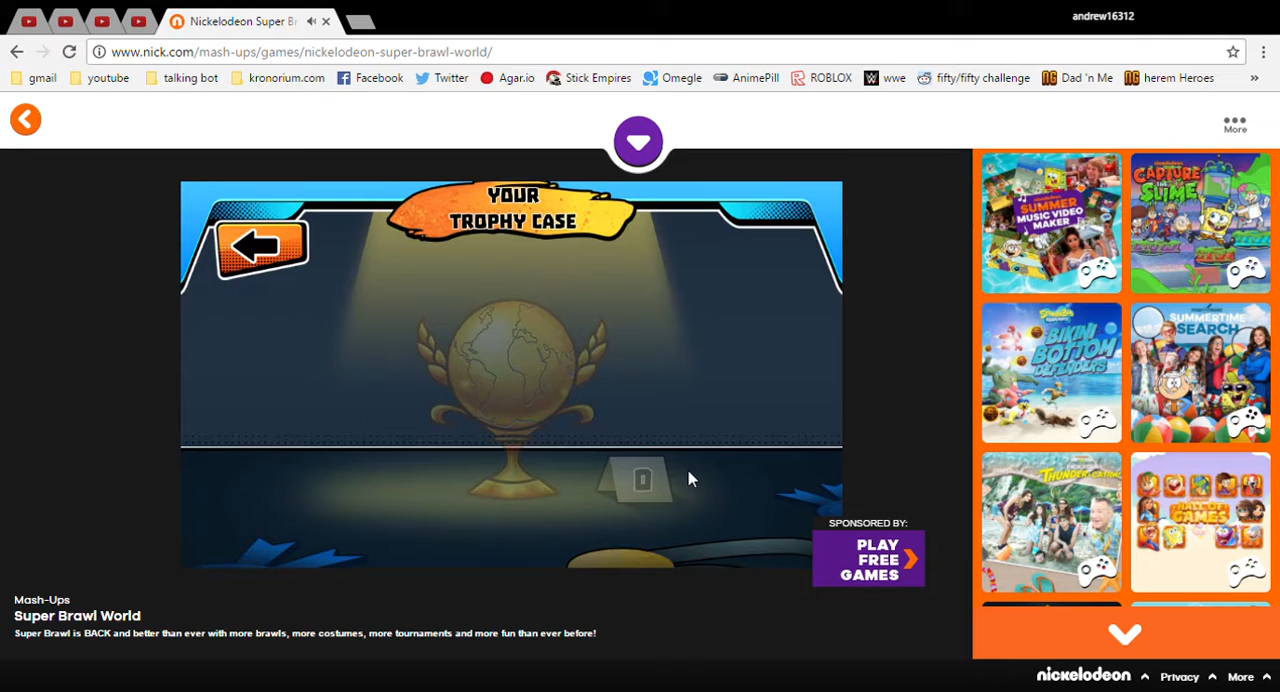 andrew16312
Nickelodeon Super Br
www.nick.com/mash-ups/games/nickelodeon-super-brawl-world/
gmail youtube talking bot kronorium.com Facebook Twitter Agar.io Stick Empires Omegle AnimePill ROBLOX wwe fifty/fifty challenge Dad 'n Me herem Heroes »
More
YOUR
TROPHY CASE
0
SPONSORED BY:
PLAY
FREE
GAMES
SUMMER
MUSIC VIDEO
MAKER
CAPTURE
THE
SLIME
BIKINI
BOTTOM
DEFENDERS
SUMMERTIME
SEARCH
THUNDER
HALL OF
GAMES
Mash-Ups
Super Brawl World
Super Brawl is BACK and better than ever with more brawls, more costumes, more tournaments and more fun than ever before!
nickelodeon Privacy More